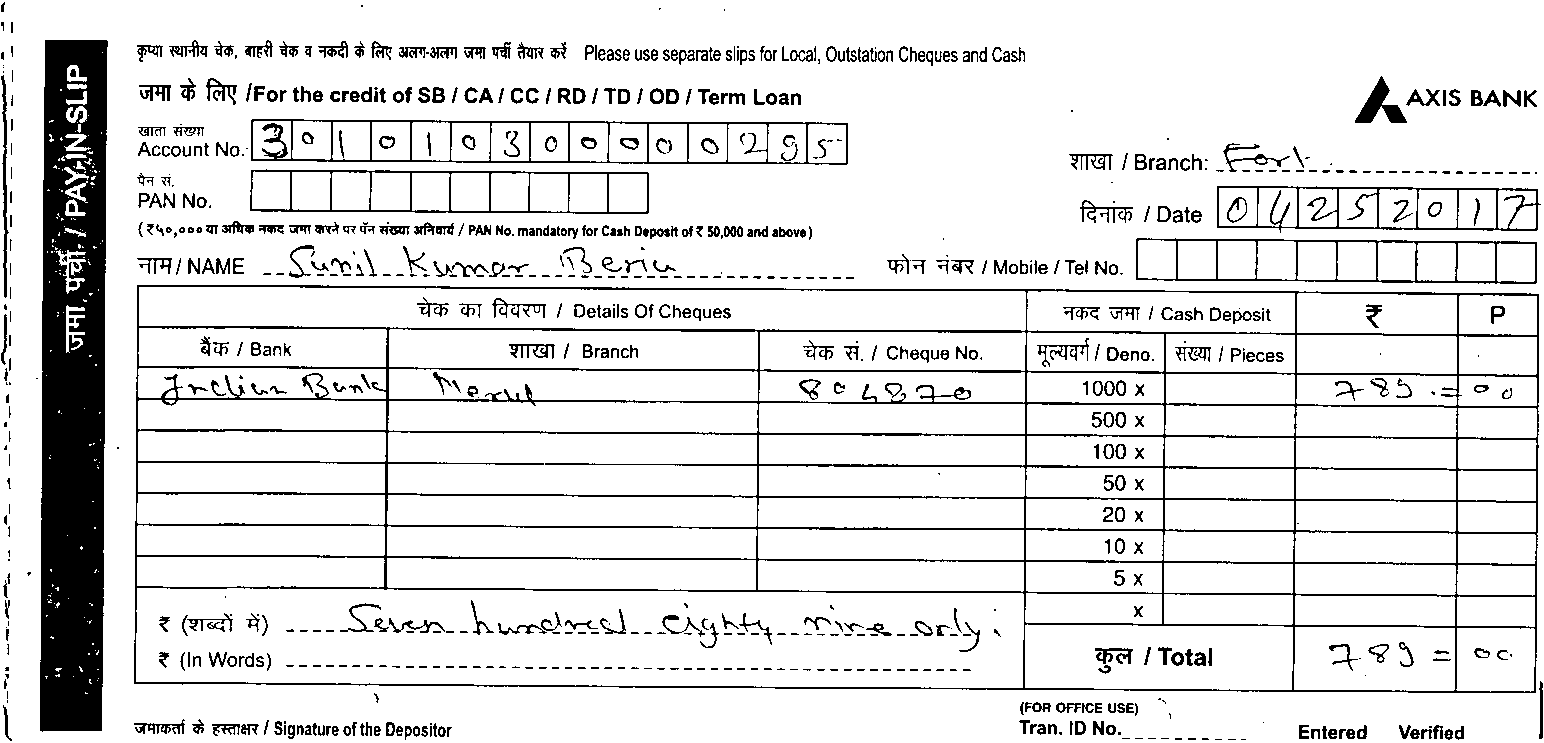 जमा पर्ची / PAY-IN-SLIP
कृप्या स्थानीय चेक, बाहरी चेक व नकदी के लिए अलग-अलग जमा पर्ची तैयार करें Please use separate slips for Local, Outstation Cheques and Cash
जमा के लिए /For the credit of SB / CA / CC / RD / TD / OD / Term Loan
AXIS BANK
खाता संख्या
Account No. 3 0 1 0 1 0 3 0 0 0 0 0 2 9 5
शाखा / Branch: Fort
पैन सं.
PAN No.
दिनांक / Date 0 4 2 5 2 0 1 7
(₹५०,००० या अधिक नकद जमा करने पर पॅन संख्या अनिवार्य / PAN No. mandatory for Cash Deposit of ₹ 50,000 and above)
नाम / NAME Sunil Kumar Beria फोन नंबर / Mobile / Tel No.
चेक का विवरण / Details Of Cheques नकद जमा / Cash Deposit ₹ P
बैंक / Bank शाखा / Branch चेक सं. / Cheque No. मूल्यवर्ग / Deno. संख्या / Pieces
Indian Bank 804870 1000 x 789 = 00
500 x
100 x
50 x
20 x
10 x
5 x
x
₹ (शब्दों में) Seven hundred eighty nine only.
₹ (In Words)
कुल / Total 789 = 00
(FOR OFFICE USE)
जमाकर्ता के हस्ताक्षर / Signature of the Depositor Tran. ID No. Entered Verified